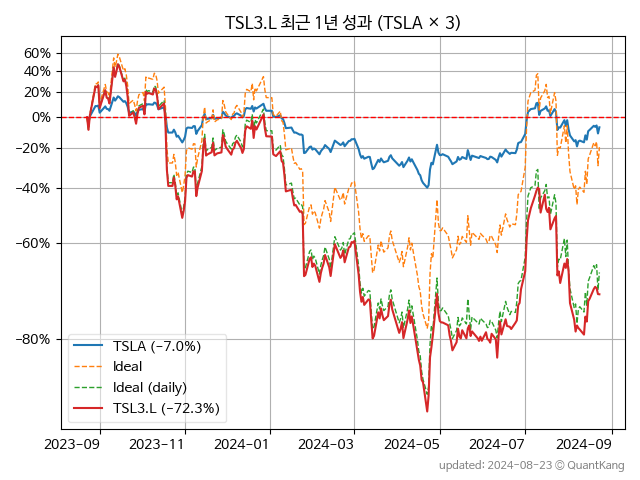 TSL3.L 최근 1년 성과 (TSLA × 3)
60%
40%
20%
0%
−20%
−40%
−60%
−80%
TSLA (−7.0%)
Ideal
Ideal (daily)
TSL3.L (−72.3%)
2023−09
2023−11
2024−01
2024−03
2024−05
2024−07
2024−09
updated: 2024−08−23 © QuantKang